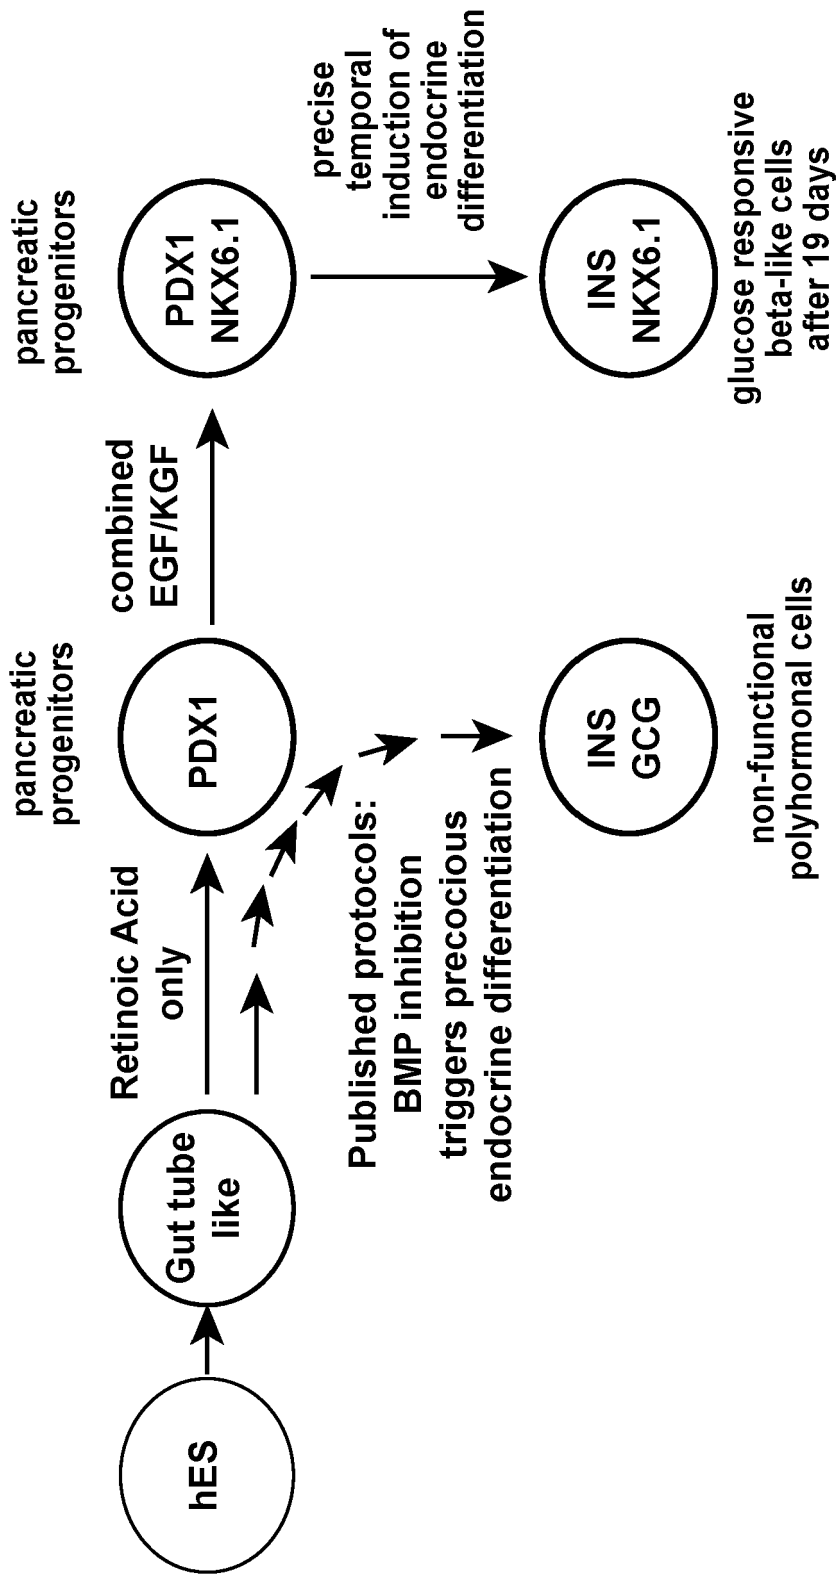 hES
Gut tube
like
Retinoic Acid
only
pancreatic
progenitors
PDX1
combined
EGF/KGF
pancreatic
progenitors
PDX1
NKX6.1
precise
temporal
induction of
endocrine
differentiation
INS
NKX6.1
glucose responsive
beta-like cells
after 19 days
Published protocols:
BMP inhibition
triggers precocious
endocrine differentiation
INS
GCG
non-functional
polyhormonal cells